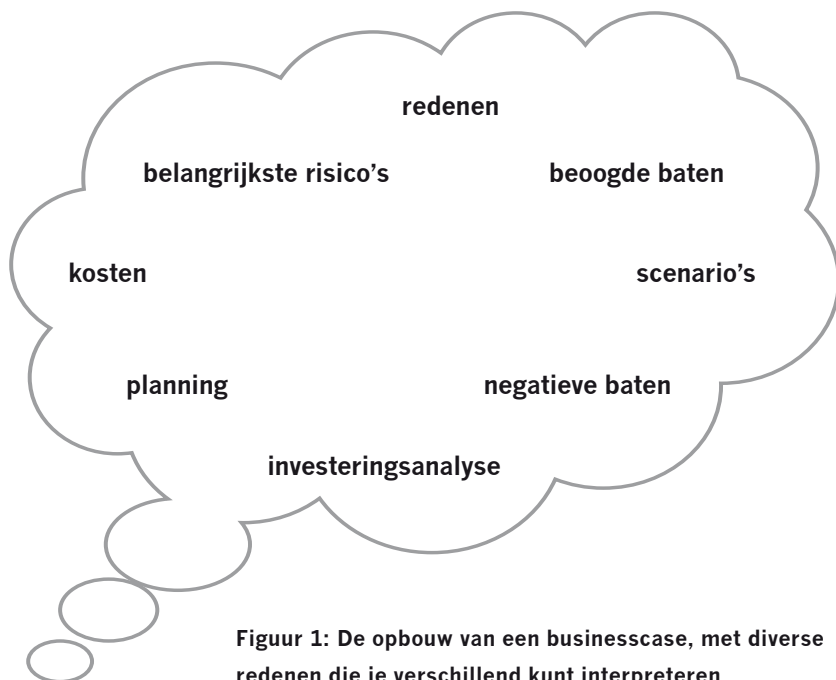 redenen
belangrijkste risico's beoogde baten
kosten scenario's
planning negatieve baten
investeringsanalyse
Figuur 1: De opbouw van een businesscase, met diverse
redenen die je verschillend kunt interpreteren